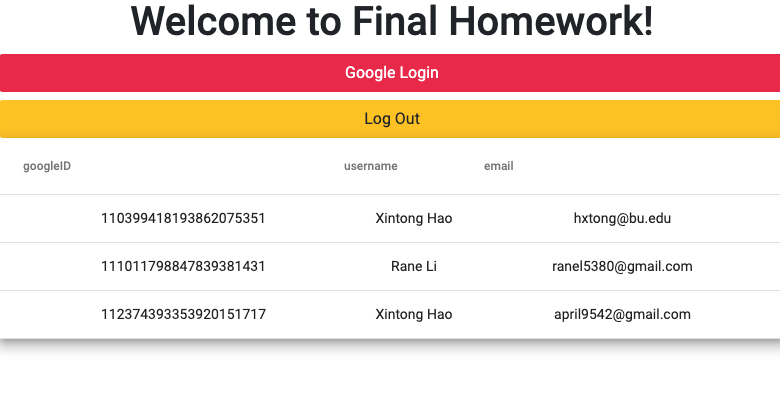 Welcome to Final Homework!
Google Login
Log Out
googleID username email
110399418193862075351 Xintong Hao hxtong@bu.edu
111011798847839381431 Rane Li ranel5380@gmail.com
112374393353920151717 Xintong Hao april9542@gmail.com